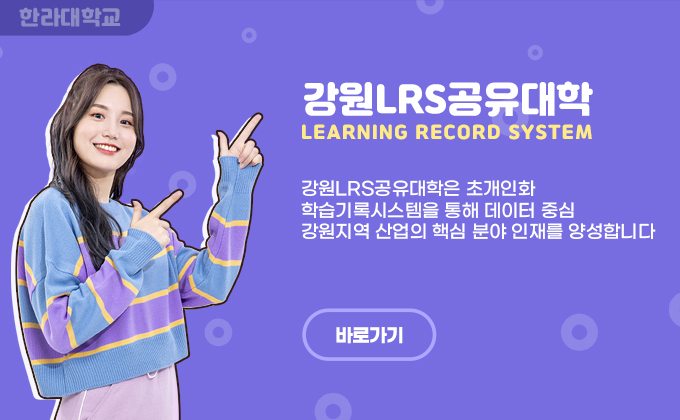 한라대학교
강원LRS공유대학
LEARNING RECORD SYSTEM
강원LRS공유대학은 초개인화
학습기록시스템을 통해 데이터 중심
강원지역 산업의 핵심 분야 인재를 양성합니다
바로가기